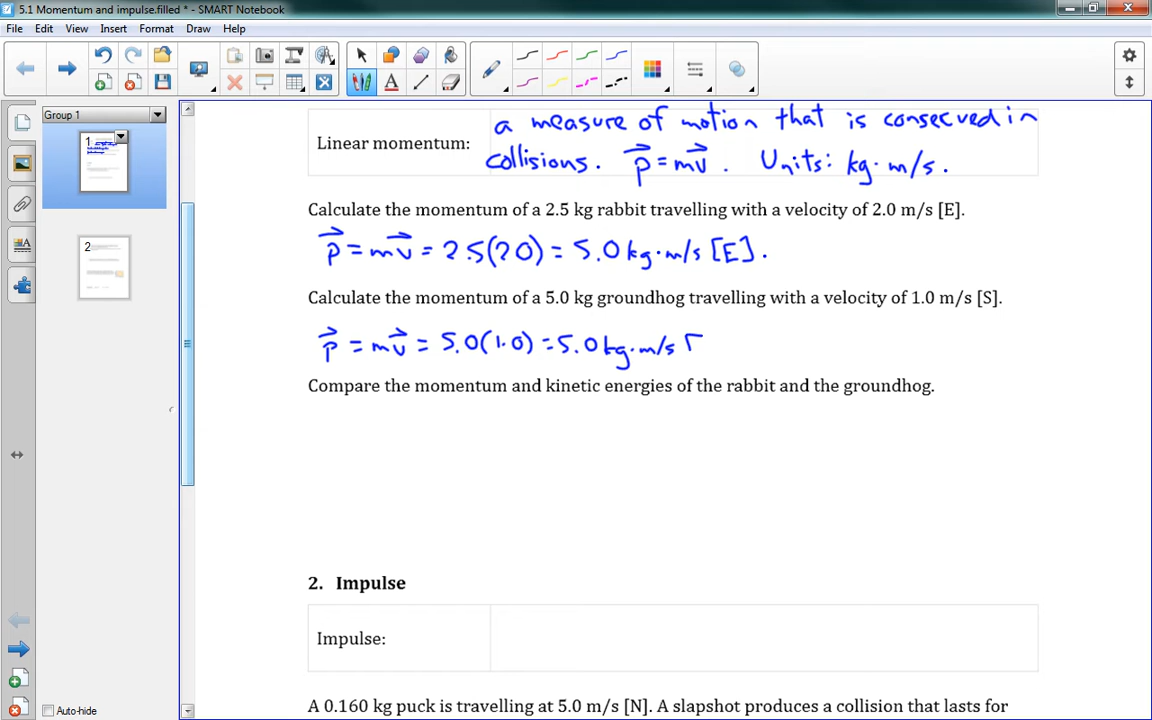 5.1 Momentum and impulse.filled * - SMART Notebook
File Edit View Insert Format Draw Help
Group 1
1
2
Auto-hide
Linear momentum:
a measure of motion that is conserved in
collisions. p⃗ = mv⃗ . Units: kg·m/s.
Calculate the momentum of a 2.5 kg rabbit travelling with a velocity of 2.0 m/s [E].
p⃗ = mv⃗ = 2.5(2.0) = 5.0 kg·m/s [E].
Calculate the momentum of a 5.0 kg groundhog travelling with a velocity of 1.0 m/s [S].
p⃗ = mv⃗ = 5.0(1.0) = 5.0 kg·m/s [
Compare the momentum and kinetic energies of the rabbit and the groundhog.
2. Impulse
Impulse:
A 0.160 kg puck is travelling at 5.0 m/s [N]. A slapshot produces a collision that lasts for